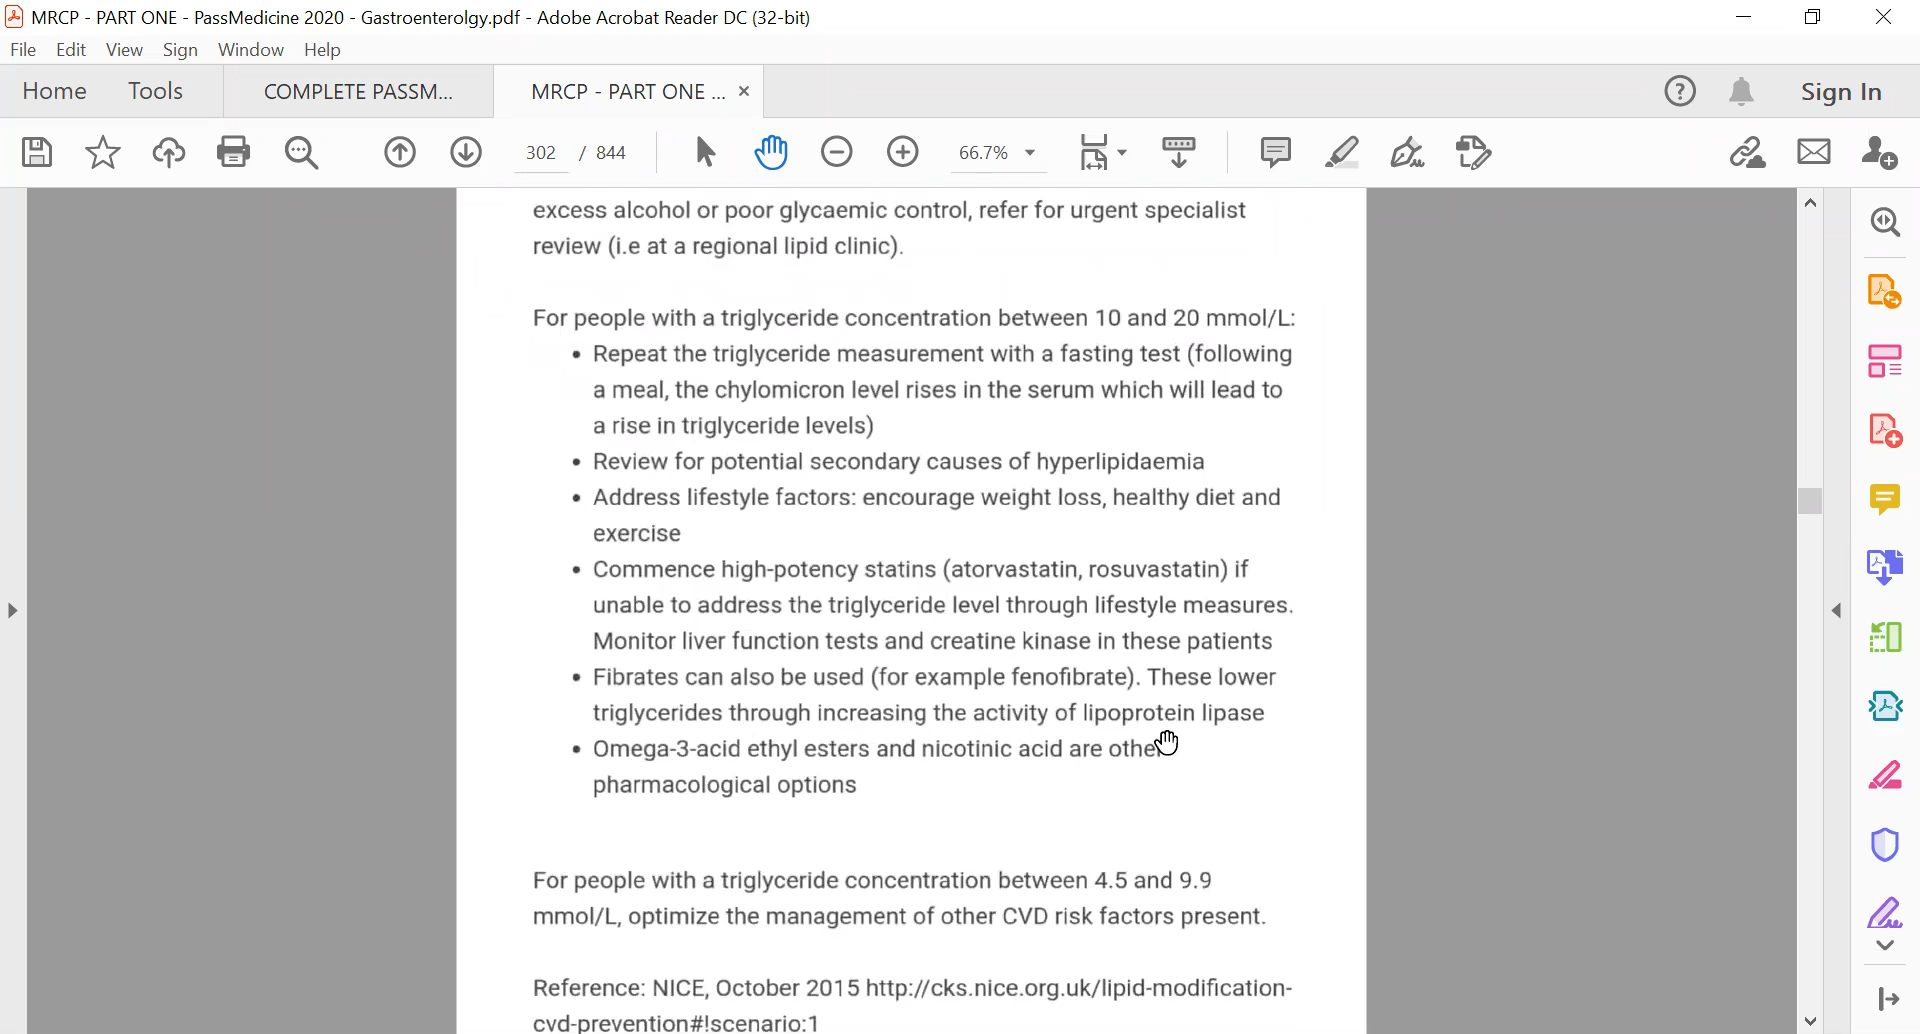 MRCP - PART ONE - PassMedicine 2020 - Gastroenterolgy.pdf - Adobe Acrobat Reader DC (32-bit)
File Edit View Sign Window Help
Home Tools COMPLETE PASSM... MRCP - PART ONE ... × Sign In
302 / 844 66.7%
excess alcohol or poor glycaemic control, refer for urgent specialist
review (i.e at a regional lipid clinic).
For people with a triglyceride concentration between 10 and 20 mmol/L:
• Repeat the triglyceride measurement with a fasting test (following
a meal, the chylomicron level rises in the serum which will lead to
a rise in triglyceride levels)
• Review for potential secondary causes of hyperlipidaemia
• Address lifestyle factors: encourage weight loss, healthy diet and
exercise
• Commence high-potency statins (atorvastatin, rosuvastatin) if
unable to address the triglyceride level through lifestyle measures.
Monitor liver function tests and creatine kinase in these patients
• Fibrates can also be used (for example fenofibrate). These lower
triglycerides through increasing the activity of lipoprotein lipase
• Omega-3-acid ethyl esters and nicotinic acid are other
pharmacological options
For people with a triglyceride concentration between 4.5 and 9.9
mmol/L, optimize the management of other CVD risk factors present.
Reference: NICE, October 2015 http://cks.nice.org.uk/lipid-modification-
cvd-prevention#!scenario:1